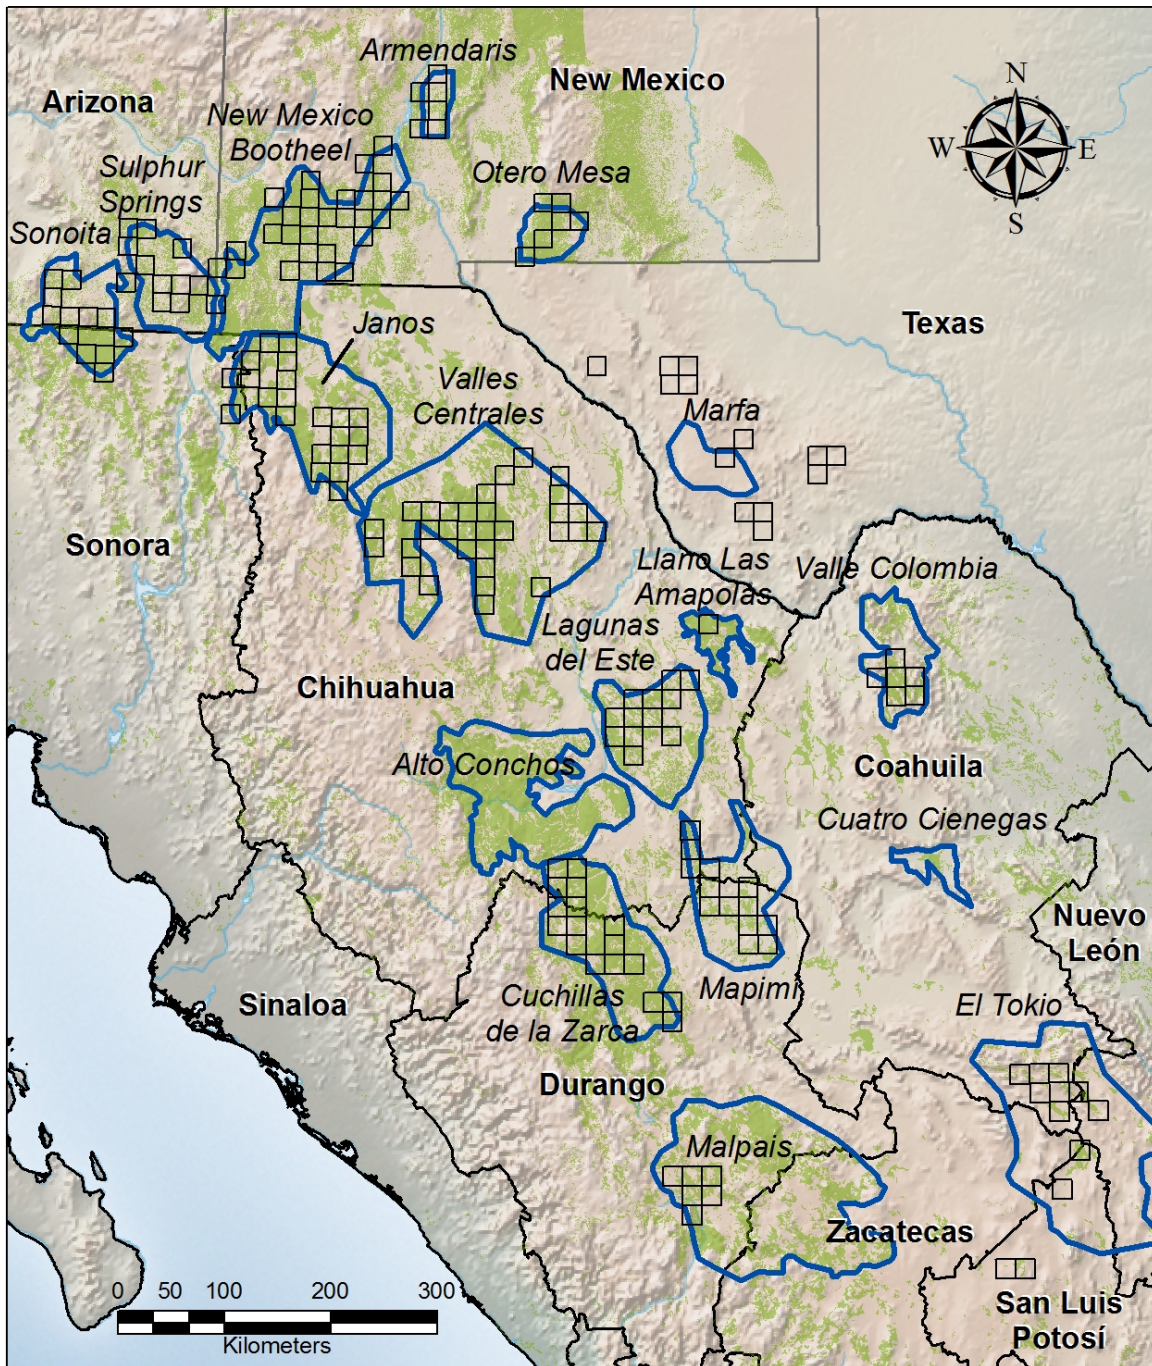 Armendaris
New Mexico
Arizona
New Mexico
Bootheel
N
W
E
S
Sulphur
Springs
Otero Mesa
Sonoita
Texas
Janos
Valles
Centrales
Marfa
Sonora
Llano Las
Amapolas
Valle Colombia
Lagunas
del Este
Chihuahua
Alto Conchos
Coahuila
Cuatro Cienegas
Nuevo
León
Mapimi
Cuchillas
de la Zarca
Sinaloa
El Tokio
Durango
Malpais
Zacatecas
San Luis
Potosí
0 50 100 200 300
Kilometers